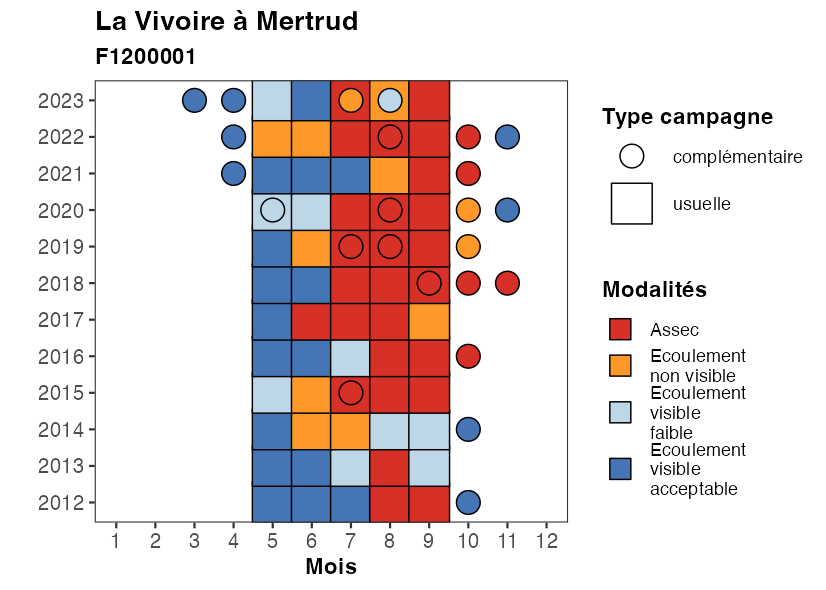 La Vivoire à Mertrud
F1200001
2023
2022
2021
2020
2019
2018
2017
2016
2015
2014
2013
2012
1 2 3 4 5 6 7 8 9 10 11 12
Mois
Type campagne
complémentaire
usuelle
Modalités
Assec
Ecoulement
non visible
Ecoulement
visible
faible
Ecoulement
visible
acceptable